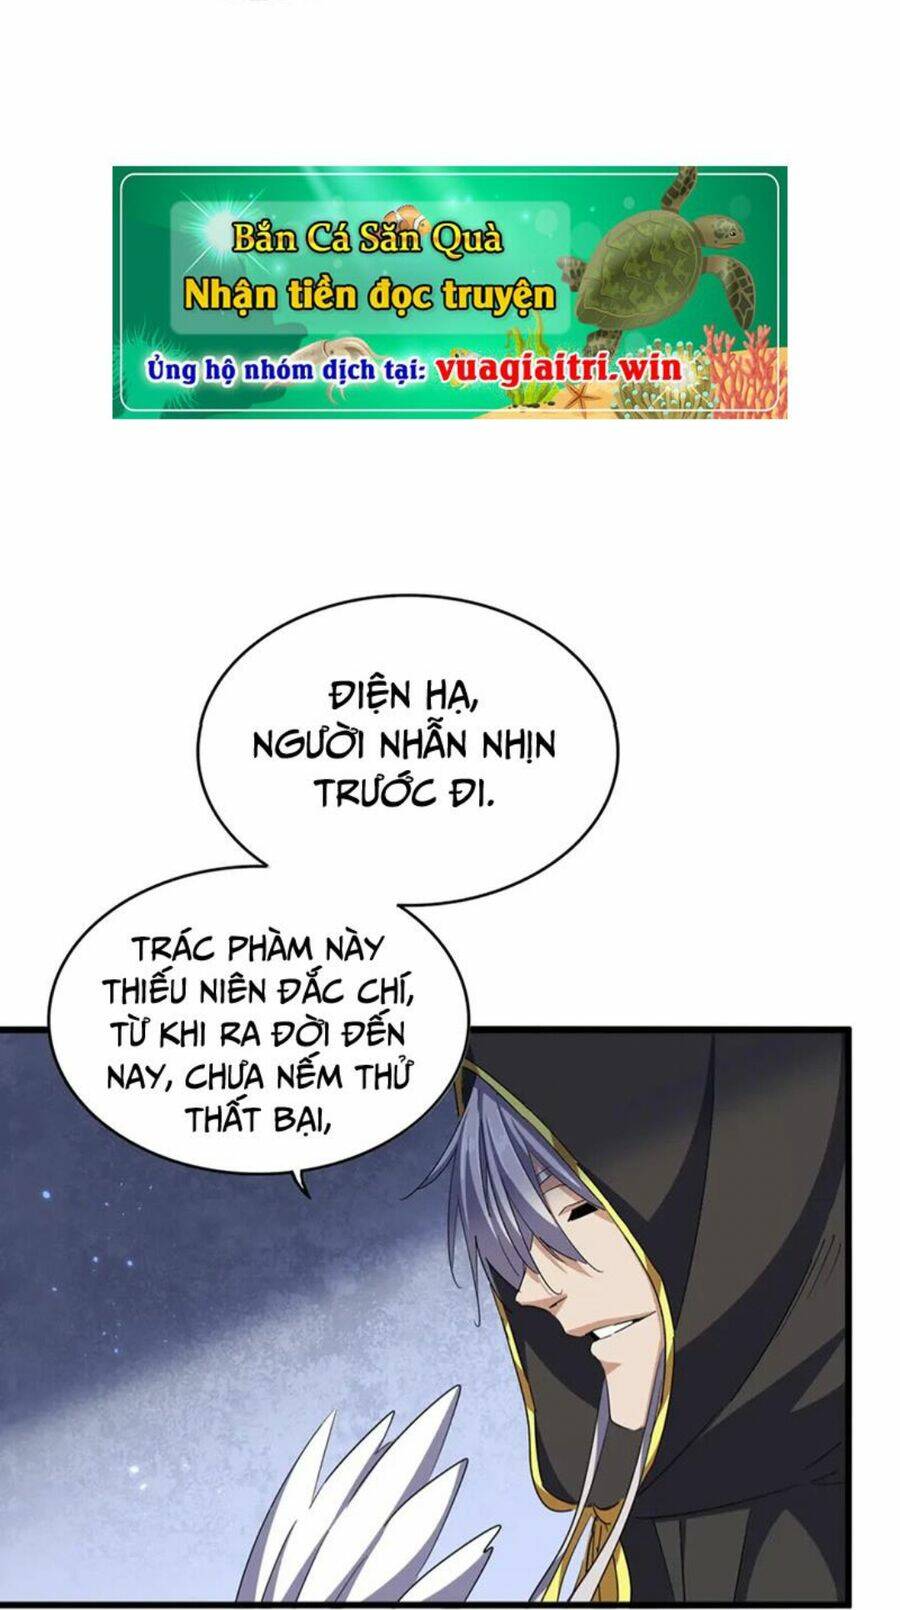 Bắn Cá Săn Quà
Nhận tiền đọc truyện
Ủng hộ nhóm dịch tại: vuagiaitri.win
ĐIỆN HẠ,
NGƯỜI NHẪN NHỊN
TRƯỚC ĐI.
TRÁC PHÀM NÀY
THIẾU NIÊN ĐẮC CHÍ,
TỪ KHI RA ĐỜI ĐẾN
NAY, CHƯA NẾM THỬ
THẤT BẠI,